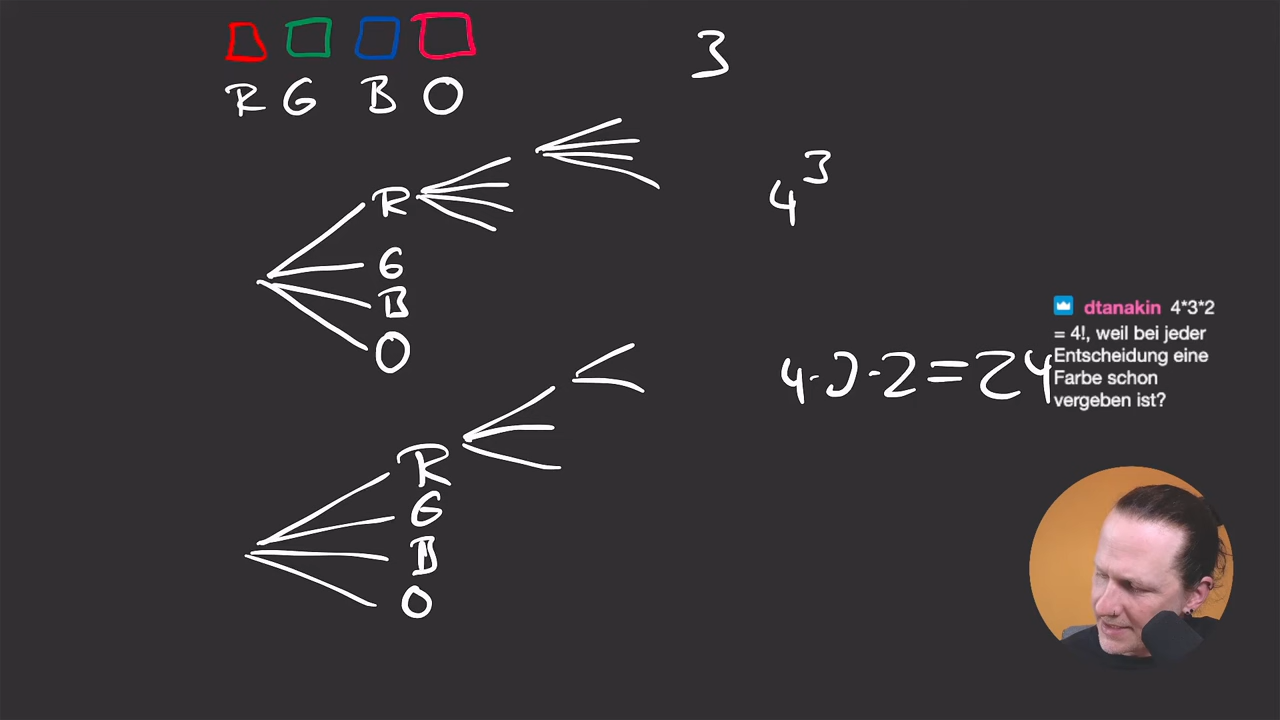 R G B O
3
R
G
B
O
4³
dtanakin 4*3*2
= 4!, weil bei jeder
Entscheidung eine
Farbe schon
vergeben ist?
4·3·2=24
R
G
B
O